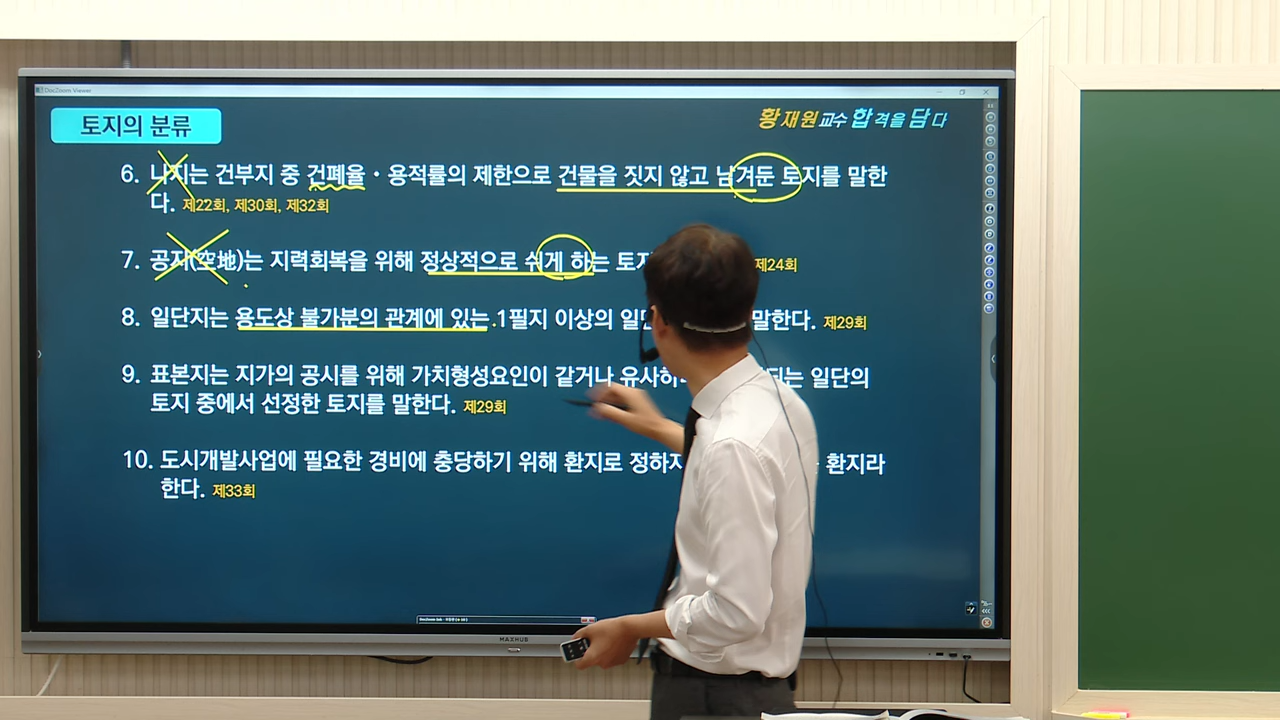 DocZoom Viewer
토지의 분류
황재원교수 합격을 담다
6. 나지는 건부지 중 건폐율·용적률의 제한으로 건물을 짓지 않고 남겨둔 토지를 말한
다. 제22회, 제30회, 제32회
7. 공지(空地)는 지력회복을 위해 정상적으로 쉬게 하는 토지 제24회
8. 일단지는 용도상 불가분의 관계에 있는 1필지 이상의 일단 말한다. 제29회
9. 표본지는 지가의 공시를 위해 가치형성요인이 같거나 유사하 되는 일단의
토지 중에서 선정한 토지를 말한다. 제29회
10. 도시개발사업에 필요한 경비에 충당하기 위해 환지로 정하지 환지라
한다. 제33회
MAXHUB